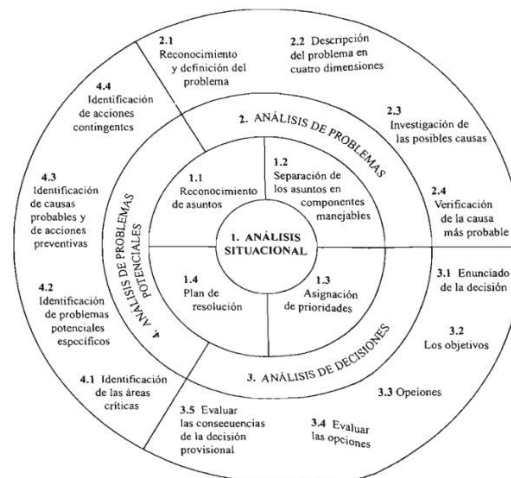 2.1
Reconocimiento
y definición del
problema
2.2 Descripción
del problema en
cuatro dimensiones
2.3
Investigación de
las posibles causas
2.4
Verificación
de la causa
más probable
3.1 Enunciado
de la decisión
3.2
Los objetivos
3.3 Opeiones
3.4 Evaluar
las opciones
3.5 Evaluar
las consecuencias
de la decisión
provisional
4.1 Identificación
de las áreas
críticas
4.2
Identificación
de problemas
potenciales
específicos
4.3
Identificación
de causas
probables y
de acciones
preventivas
4.4
Identificación
de acciones
contingentes
2. ANÁLISIS DE PROBLEMAS
3. ANÁLISIS DE DECISIONES
4. ANÁLISIS DE PROBLEMAS
POTENCIALES
1.1
Reconocimiento
de asuntos
1.2
Separación de
los asuntos en
componentes
manejables
1.3
Asignación
de prioridades
1.4
Plan de
resolución
1. ANÁLISIS
SITUACIONAL